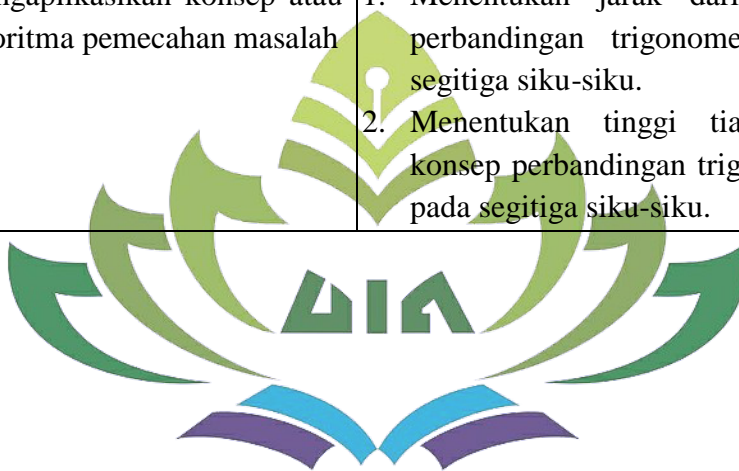 ngaplikasikan konsep atau
oritma pemecahan masalah
1. Menentukan jarak dari
perbandingan trigonome
segitiga siku-siku.
2. Menentukan tinggi tia
konsep perbandingan trig
pada segitiga siku-siku.
UIN